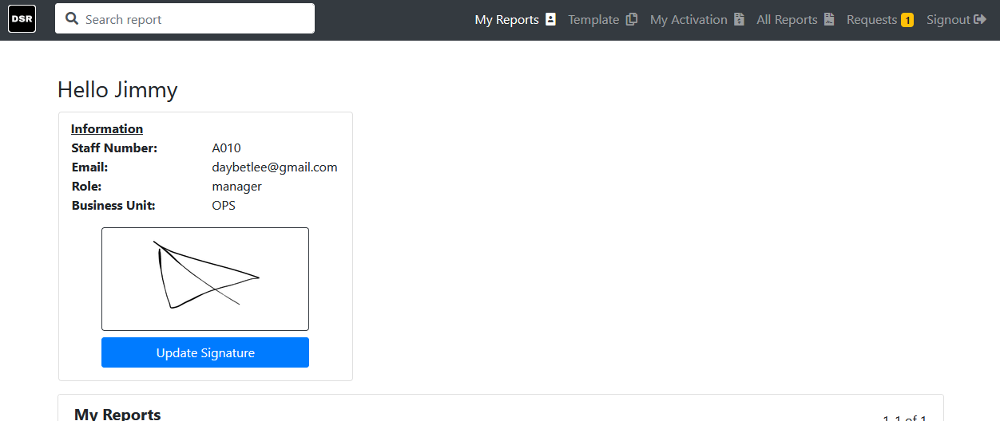 DSR Search report My Reports Template My Activation All Reports Requests 1 Signout
Hello Jimmy
Information
Staff Number: A010
Email: daybetlee@gmail.com
Role: manager
Business Unit: OPS
Update Signature
My Reports 1-1 of 1